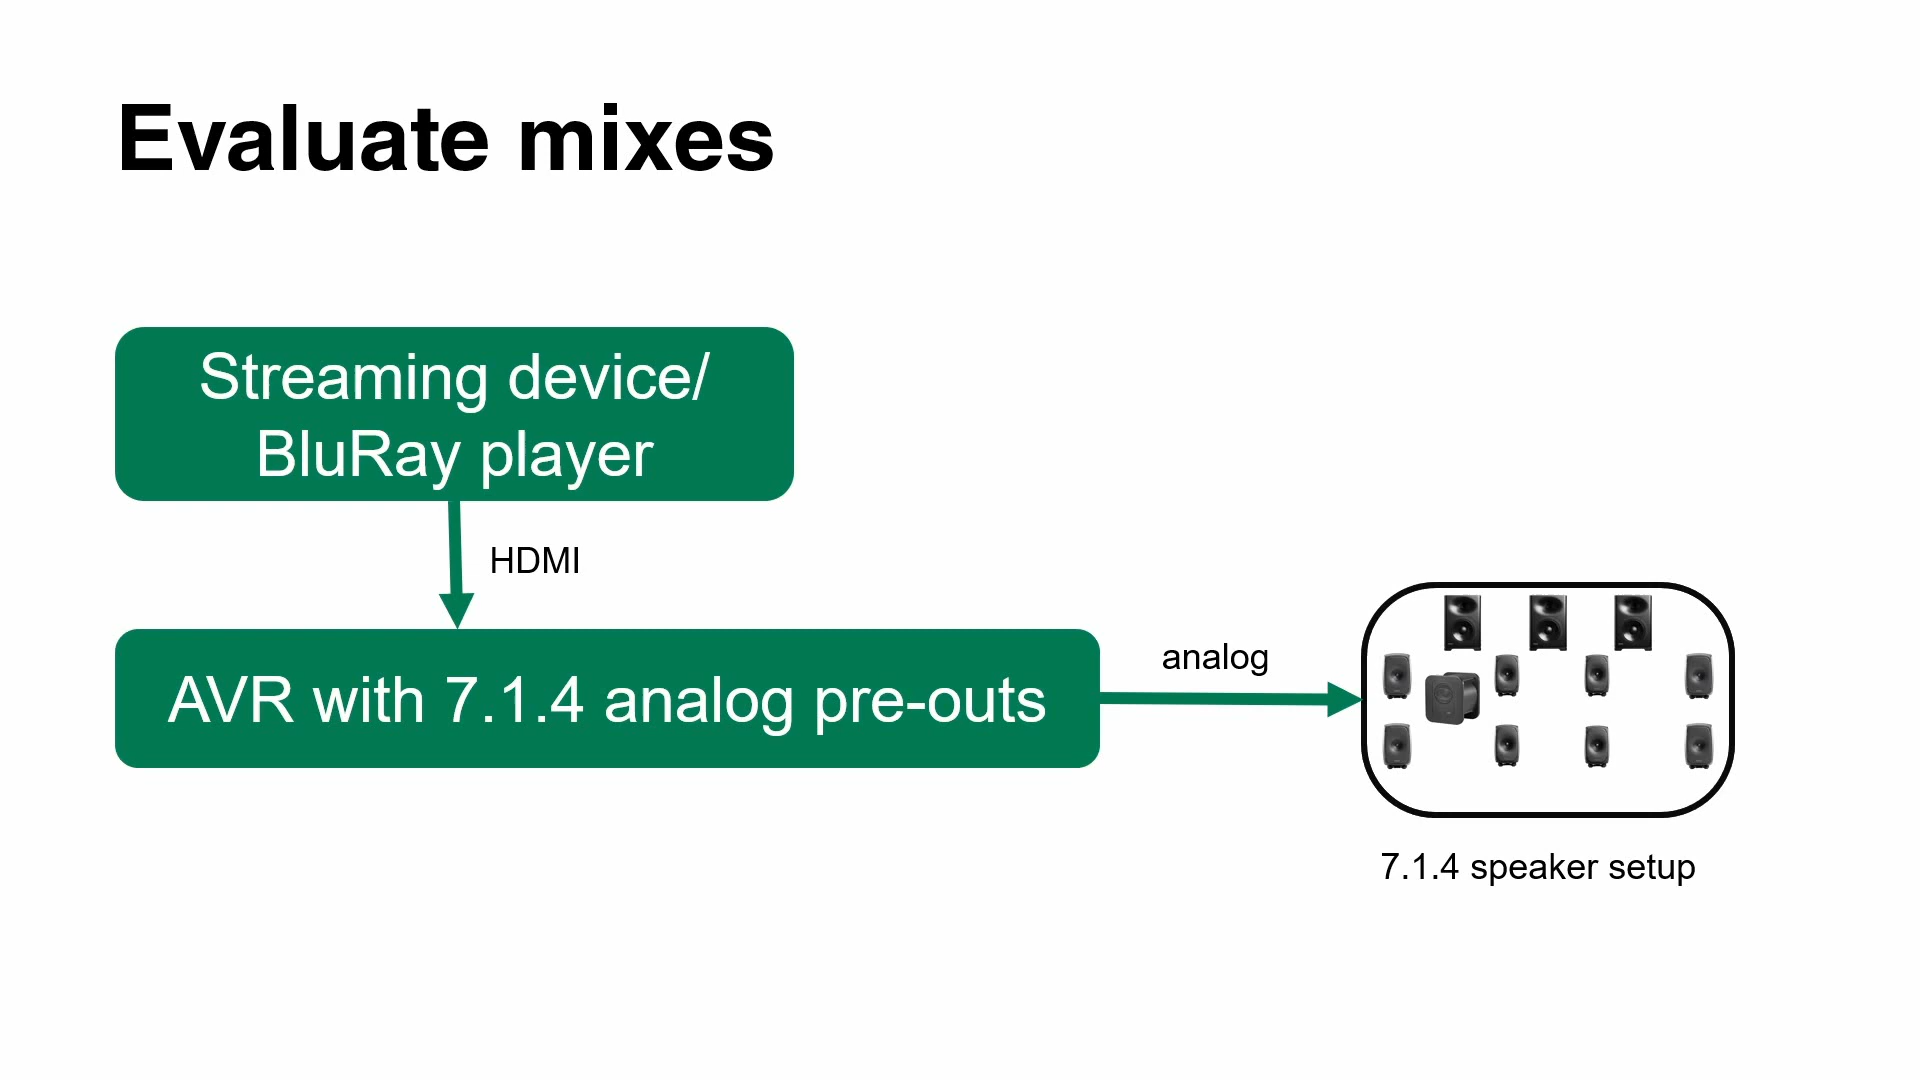 Evaluate mixes
Streaming device/
BluRay player
HDMI
AVR with 7.1.4 analog pre-outs
analog
7.1.4 speaker setup